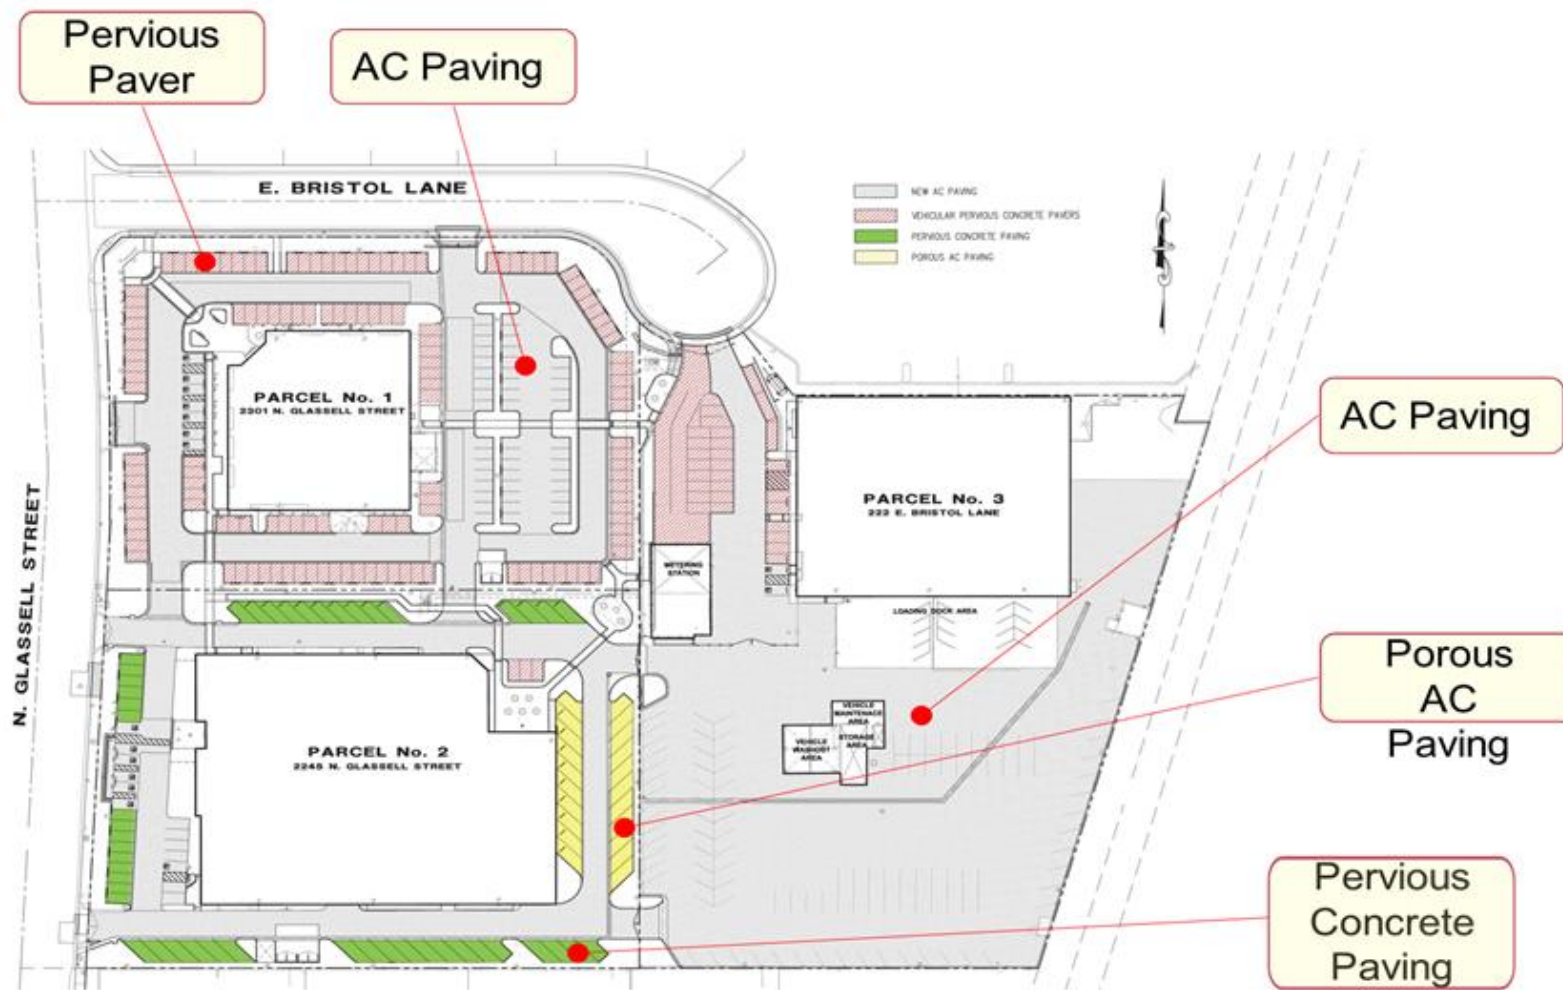 Pervious
Paver
AC Paving
E. BRISTOL LANE
NEW AC PAVING
VEHICULAR PERVIOUS CONCRETE PAVERS
PERVIOUS CONCRETE PAVING
POROUS AC PAVING
PARCEL No. 1
2301 N. GLASSELL STREET
AC Paving
PARCEL No. 3
222 E. BRISTOL LANE
N. GLASSELL STREET
METERING
STATION
LOADING DOCK AREA
Porous
AC
Paving
VEHICLE
MAINTENACE
AREA
STORAGE
AREA
VEHICLE
WASHOUT
AREA
PARCEL No. 2
2245 N. GLASSELL STREET
Pervious
Concrete
Paving